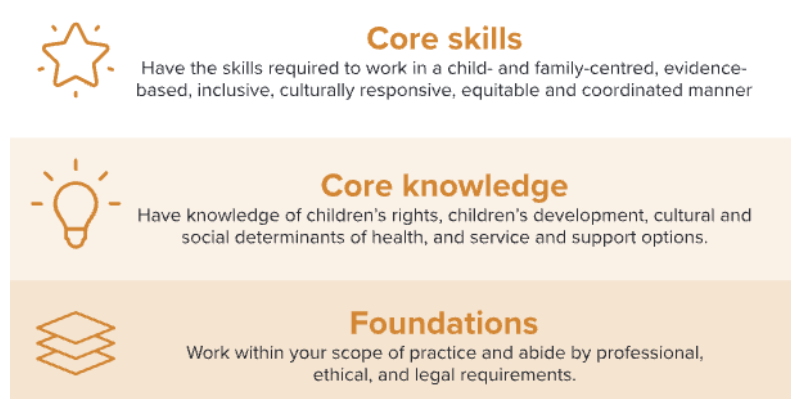 Core skills
Have the skills required to work in a child- and family-centred, evidence-
based, inclusive, culturally responsive, equitable and coordinated manner
Core knowledge
Have knowledge of children’s rights, children’s development, cultural and
social determinants of health, and service and support options.
Foundations
Work within your scope of practice and abide by professional,
ethical, and legal requirements.